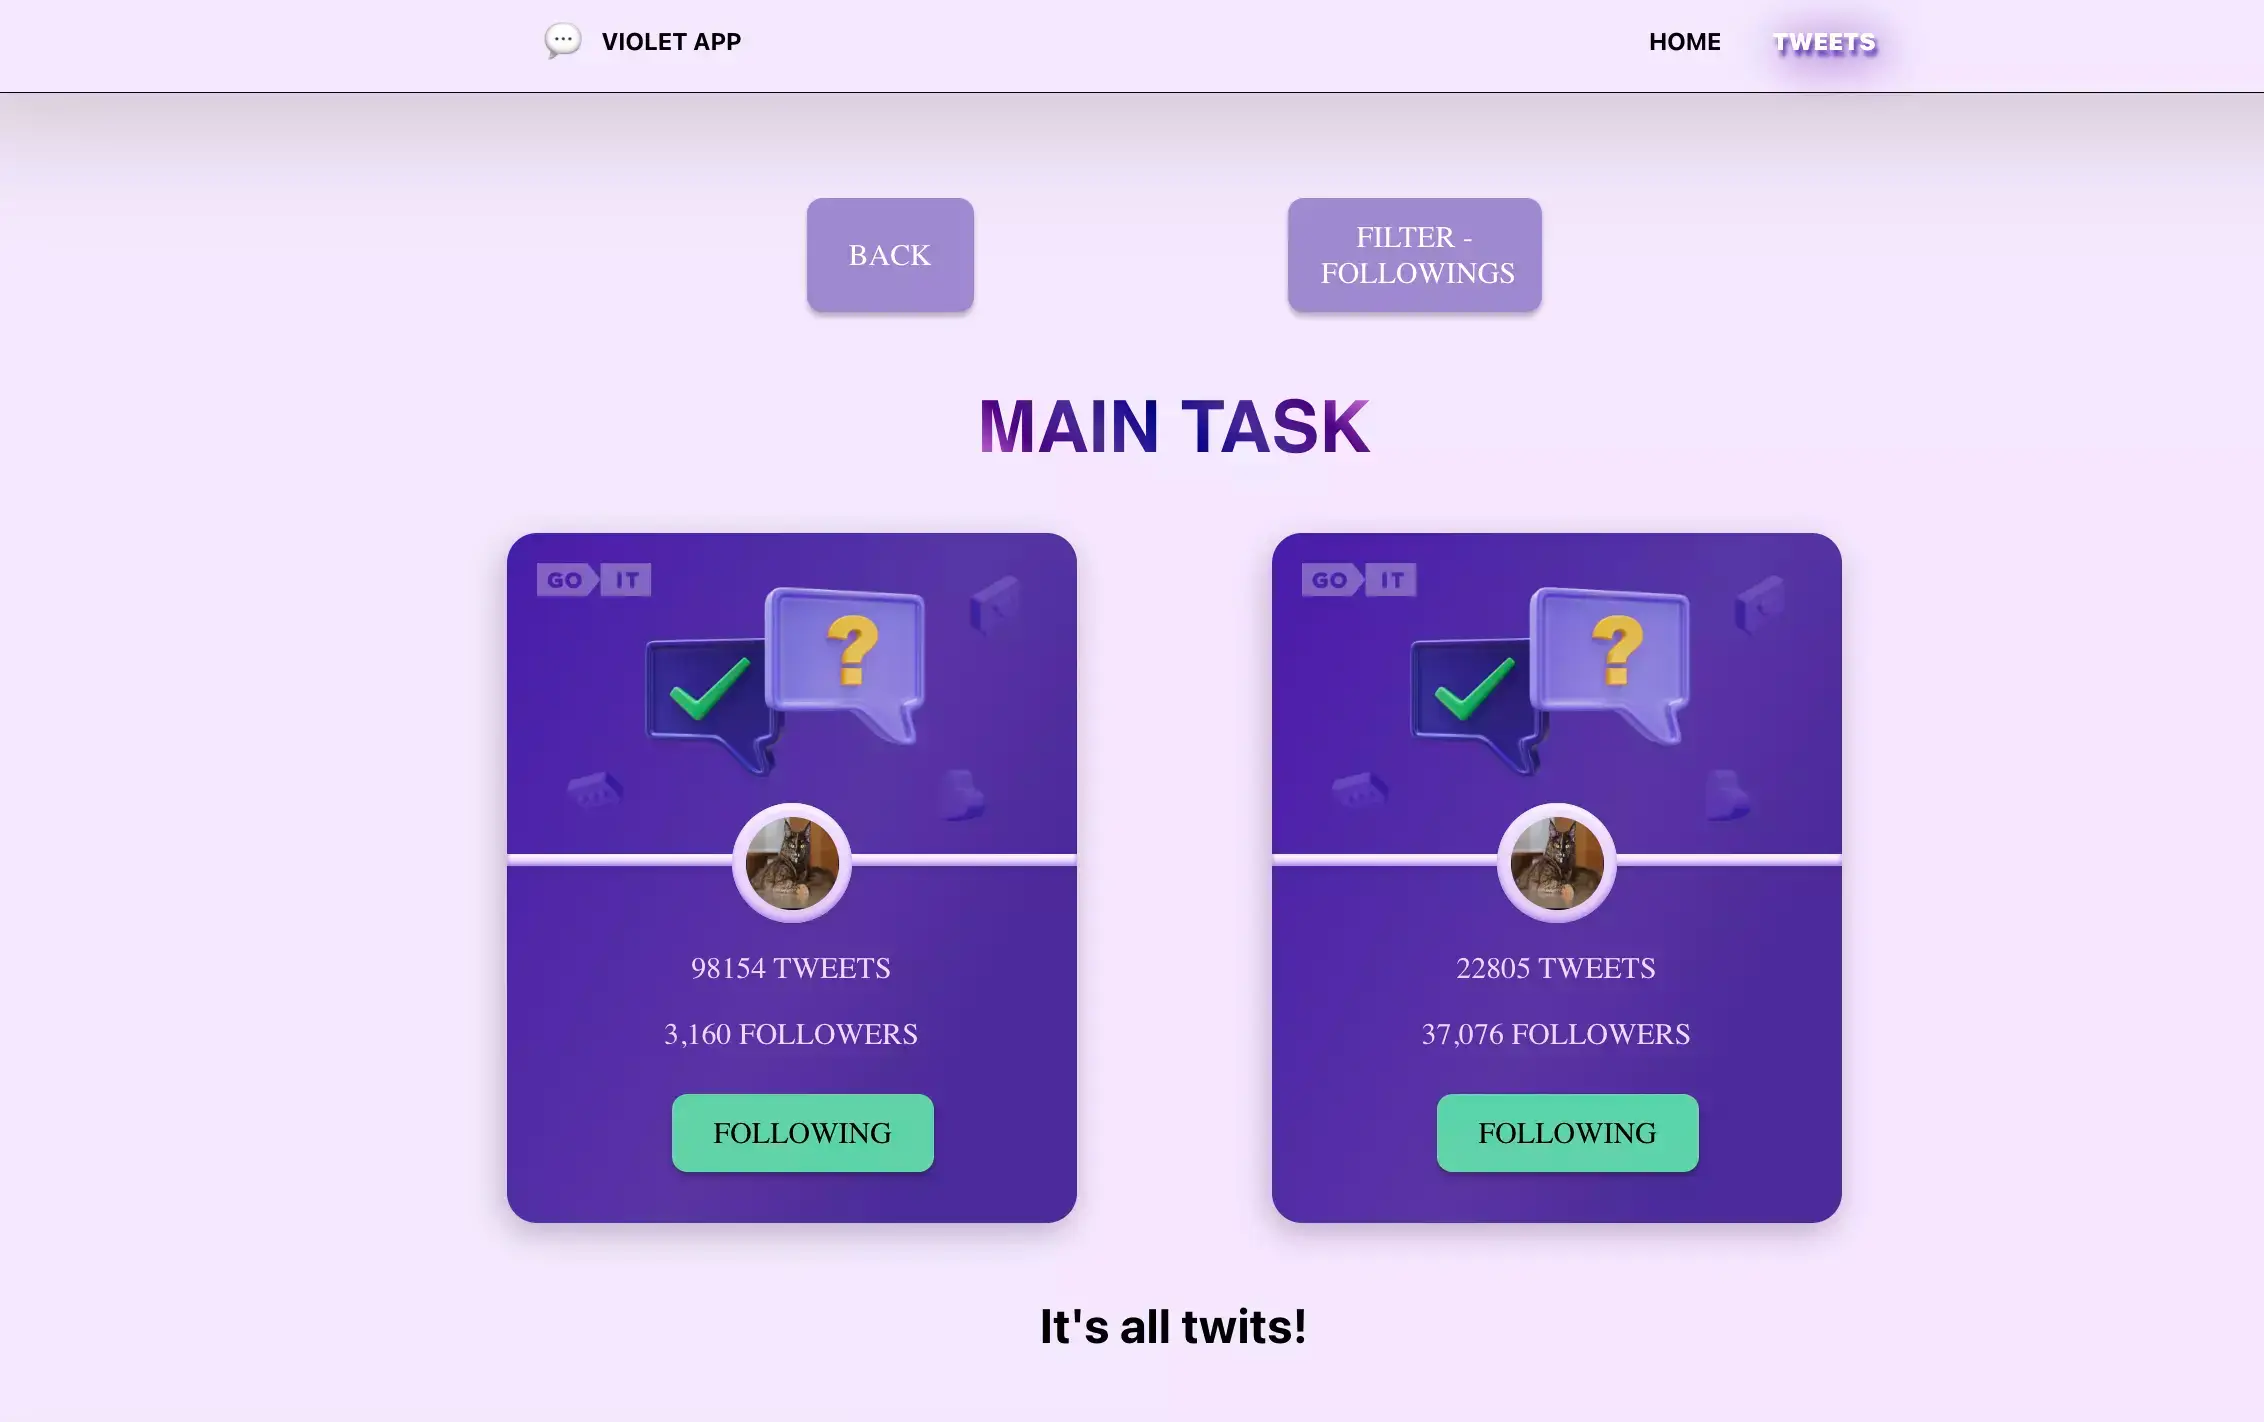 VIOLET APP
HOME
TWEETS
BACK
FILTER -
FOLLOWINGS
MAIN TASK
GO IT
?
98154 TWEETS
3,160 FOLLOWERS
FOLLOWING
GO IT
?
22805 TWEETS
37,076 FOLLOWERS
FOLLOWING
It's all twits!